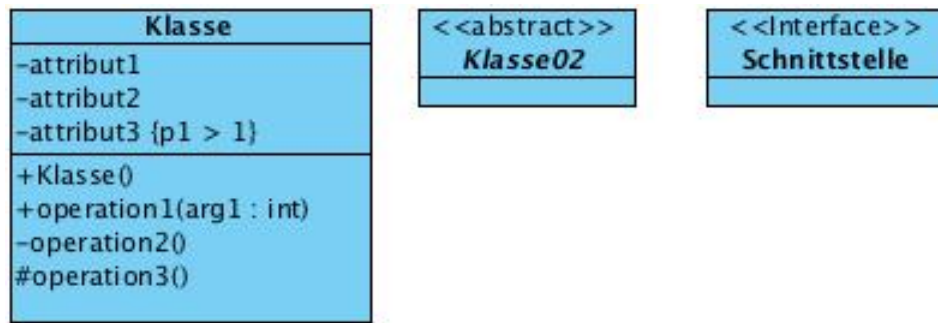 Klasse
-attribut1
-attribut2
-attribut3 {p1 > 1}
+Klasse()
+operation1(arg1 : int)
-operation2()
#operation3()
<<abstract>>
Klasse02
<<Interface>>
Schnittstelle